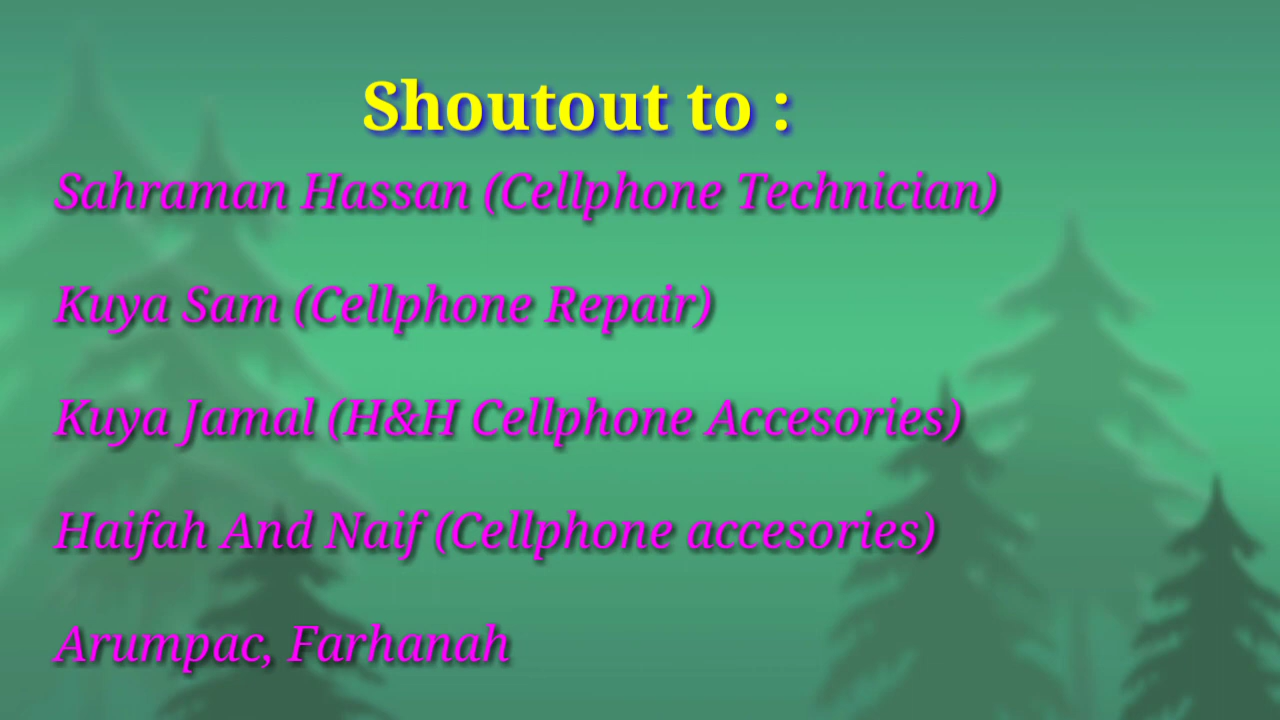 Shoutout to :
Sahraman Hassan (Cellphone Technician)
Kuya Sam (Cellphone Repair)
Kuya Jamal (H&H Cellphone Accesories)
Haifah And Naif (Cellphone accesories)
Arumpac, Farhanah